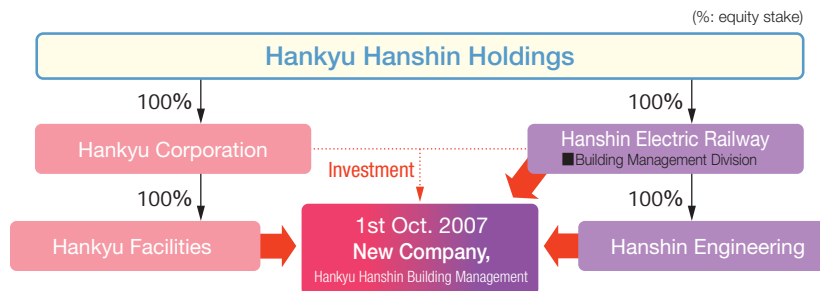 (%: equity stake)
Hankyu Hanshin Holdings
100%
100%
Hankyu Corporation
Hanshin Electric Railway
■Building Management Division
Investment
100%
100%
Hankyu Facilities
1st Oct. 2007
New Company,
Hankyu Hanshin Building Management
Hanshin Engineering